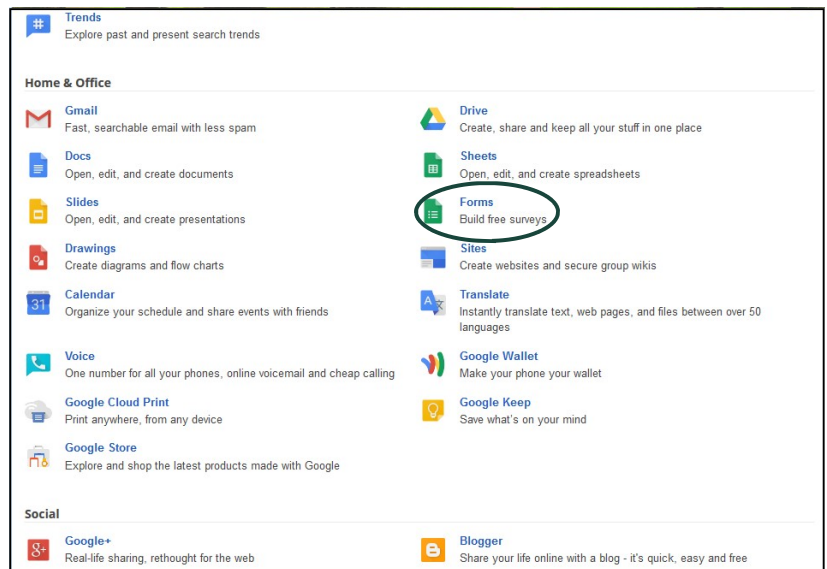 Trends
Explore past and present search trends
Home & Office
Gmail
Fast, searchable email with less spam
Drive
Create, share and keep all your stuff in one place
Docs
Open, edit, and create documents
Sheets
Open, edit, and create spreadsheets
Slides
Open, edit, and create presentations
Forms
Build free surveys
Drawings
Create diagrams and flow charts
Sites
Create websites and secure group wikis
31
Calendar
Organize your schedule and share events with friends
Translate
Instantly translate text, web pages, and files between over 50
languages
Voice
One number for all your phones, online voicemail and cheap calling
Google Wallet
Make your phone your wallet
Google Cloud Print
Print anywhere, from any device
Google Keep
Save what's on your mind
Google Store
Explore and shop the latest products made with Google
Social
Google+
Real-life sharing, rethought for the web
Blogger
Share your life online with a blog - it's quick, easy and free